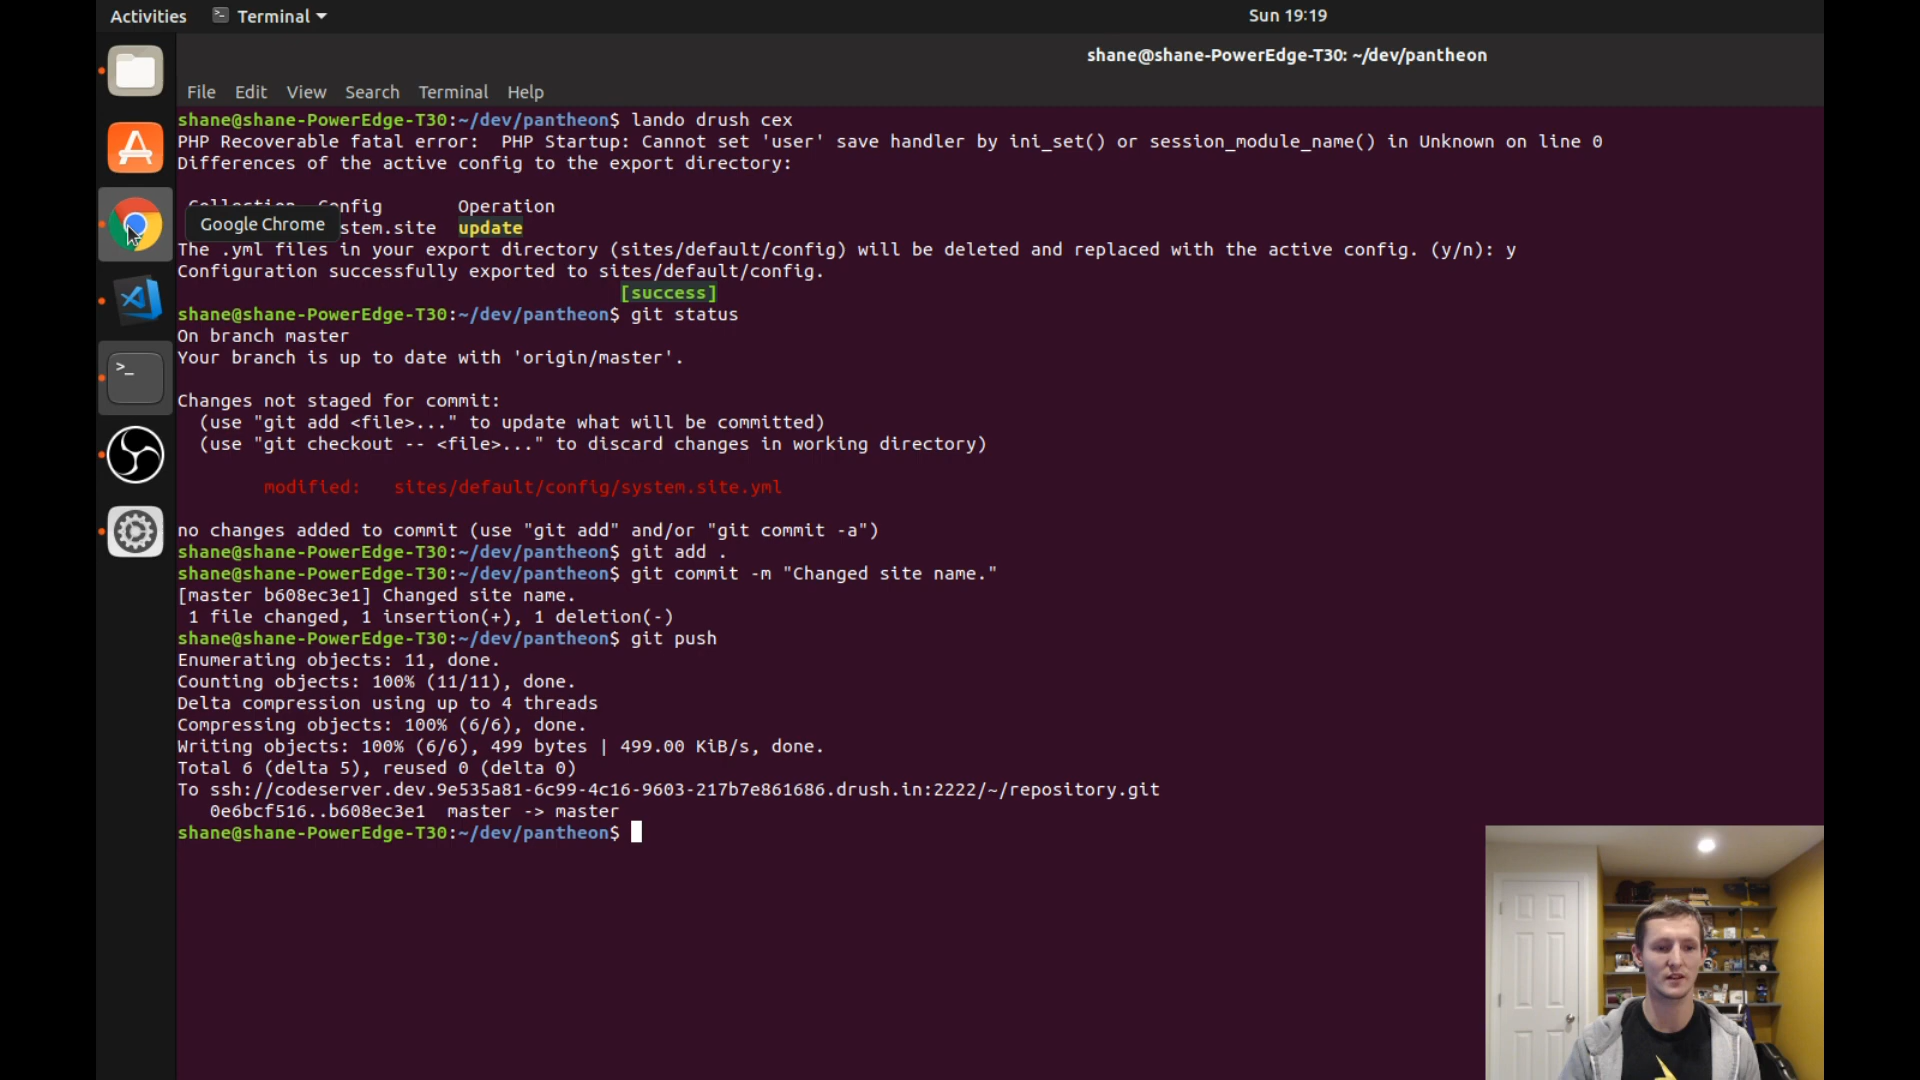 Activities Terminal Sun 19:19
shane@shane-PowerEdge-T30: ~/dev/pantheon
File Edit View Search Terminal Help
shane@shane-PowerEdge-T30:~/dev/pantheon$ lando drush cex
PHP Recoverable fatal error:  PHP Startup: Cannot set 'user' save handler by ini_set() or session_module_name() in Unknown on line 0
Differences of the active config to the export directory:
Collection Config Operation
Google Chrome stem.site update
The .yml files in your export directory (sites/default/config) will be deleted and replaced with the active config. (y/n): y
Configuration successfully exported to sites/default/config.
[success]
shane@shane-PowerEdge-T30:~/dev/pantheon$ git status
On branch master
Your branch is up to date with 'origin/master'.
Changes not staged for commit:
(use "git add <file>..." to update what will be committed)
(use "git checkout -- <file>..." to discard changes in working directory)
modified:   sites/default/config/system.site.yml
no changes added to commit (use "git add" and/or "git commit -a")
shane@shane-PowerEdge-T30:~/dev/pantheon$ git add .
shane@shane-PowerEdge-T30:~/dev/pantheon$ git commit -m "Changed site name."
[master b608ec3e1] Changed site name.
1 file changed, 1 insertion(+), 1 deletion(-)
shane@shane-PowerEdge-T30:~/dev/pantheon$ git push
Enumerating objects: 11, done.
Counting objects: 100% (11/11), done.
Delta compression using up to 4 threads
Compressing objects: 100% (6/6), done.
Writing objects: 100% (6/6), 499 bytes | 499.00 KiB/s, done.
Total 6 (delta 5), reused 0 (delta 0)
To ssh://codeserver.dev.9e535a81-6c99-4c16-9603-217b7e861686.drush.in:2222/~/repository.git
0e6bcf516..b608ec3e1  master -> master
shane@shane-PowerEdge-T30:~/dev/pantheon$